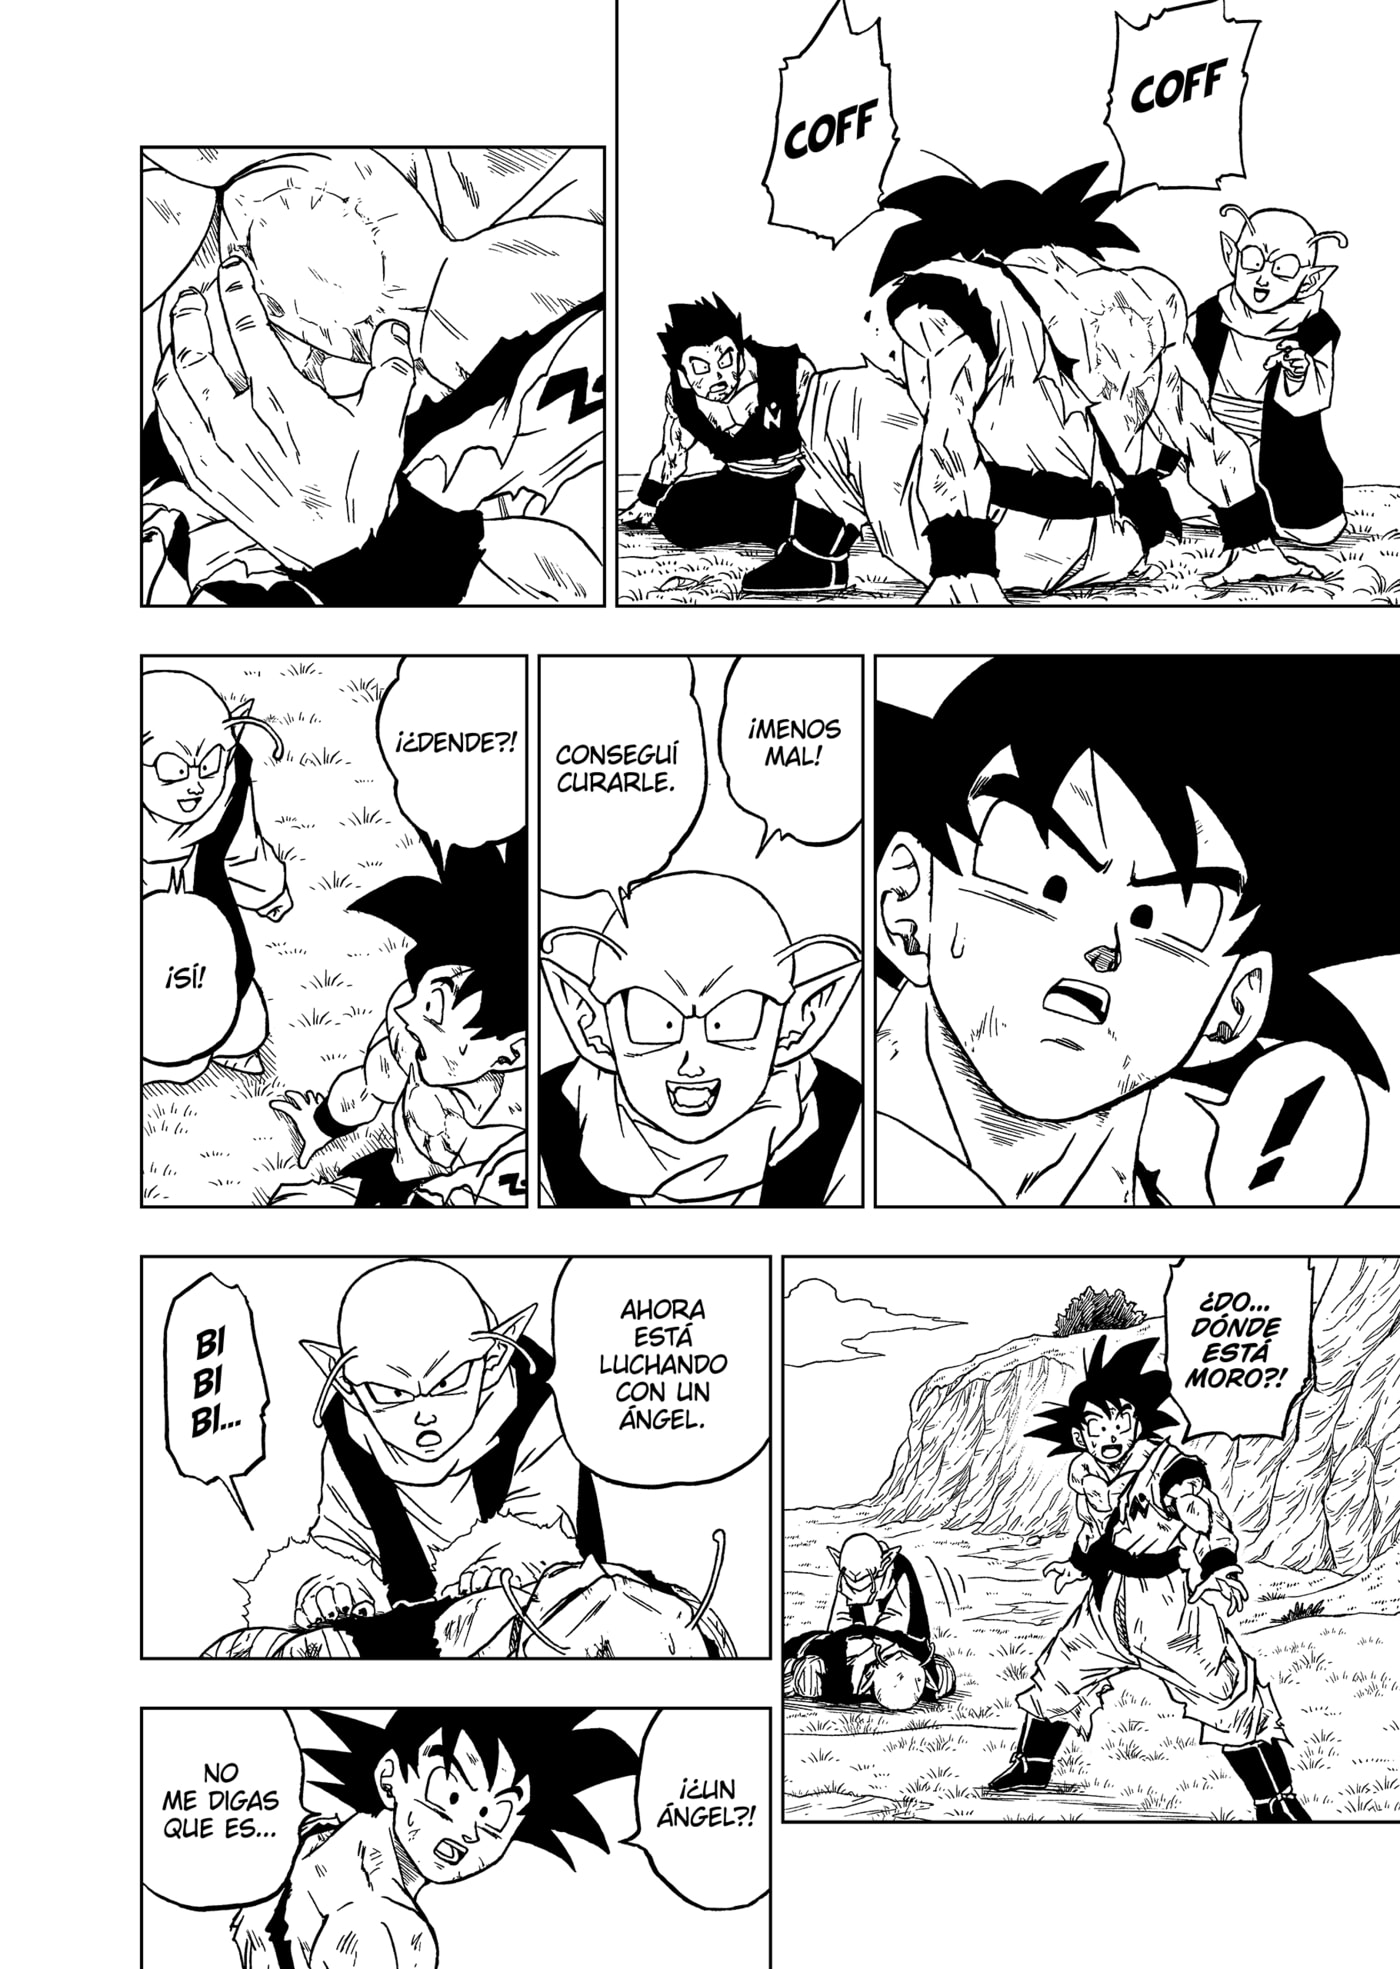 COFF
COFF
¡MENOS
MAL!
CONSEGUÍ
CURARLE.
¡¿DENDE?!
¡SÍ!
¿DO...
DÓNDE
ESTÁ
MORO?!
AHORA
ESTÁ
LUCHANDO
CON UN
ÁNGEL.
BI
BI
BI...
¡¿UN
ÁNGEL?!
NO
ME DIGAS
QUE ES...